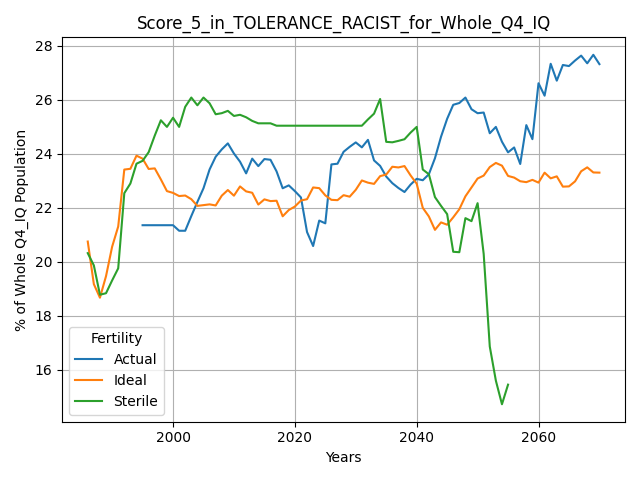 Score_5_in_TOLERANCE_RACIST_for_Whole_Q4_IQ
% of Whole Q4_IQ Population
28
26
24
22
20
18
16
Fertility
Actual
Ideal
Sterile
2000
2020
2040
2060
Years